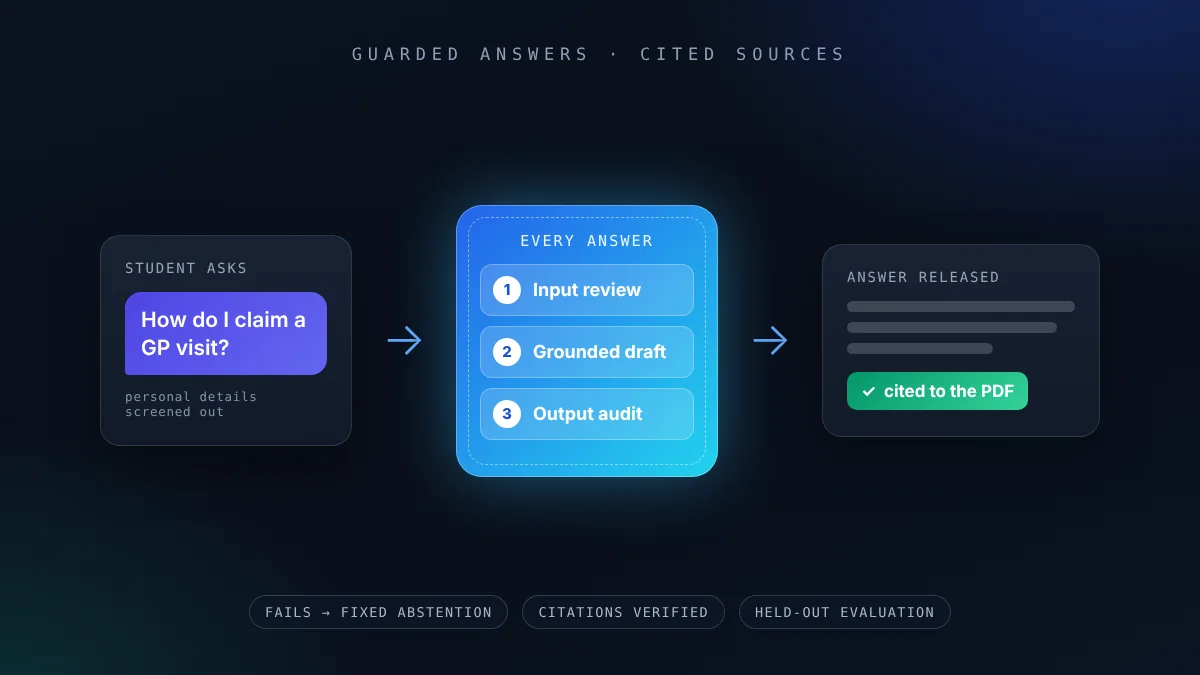 GUARDED ANSWERS · CITED SOURCES
STUDENT ASKS
How do I claim a
GP visit?
personal details
screened out
EVERY ANSWER
1 Input review
2 Grounded draft
3 Output audit
ANSWER RELEASED
✓ cited to the PDF
FAILS → FIXED ABSTENTION
CITATIONS VERIFIED
HELD-OUT EVALUATION